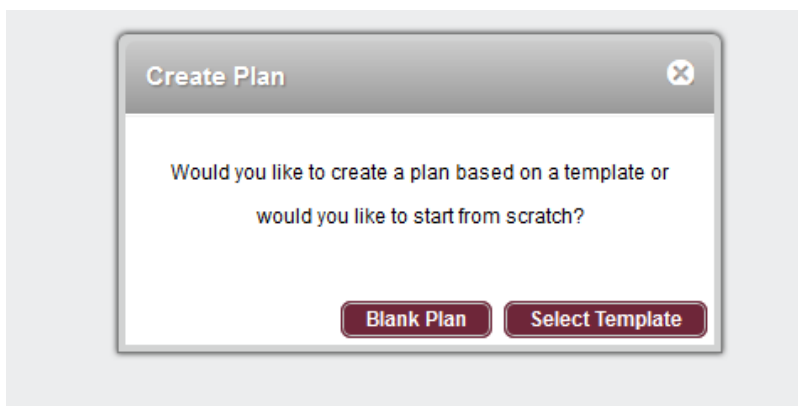 Create Plan
Would you like to create a plan based on a template or
would you like to start from scratch?
Blank Plan Select Template